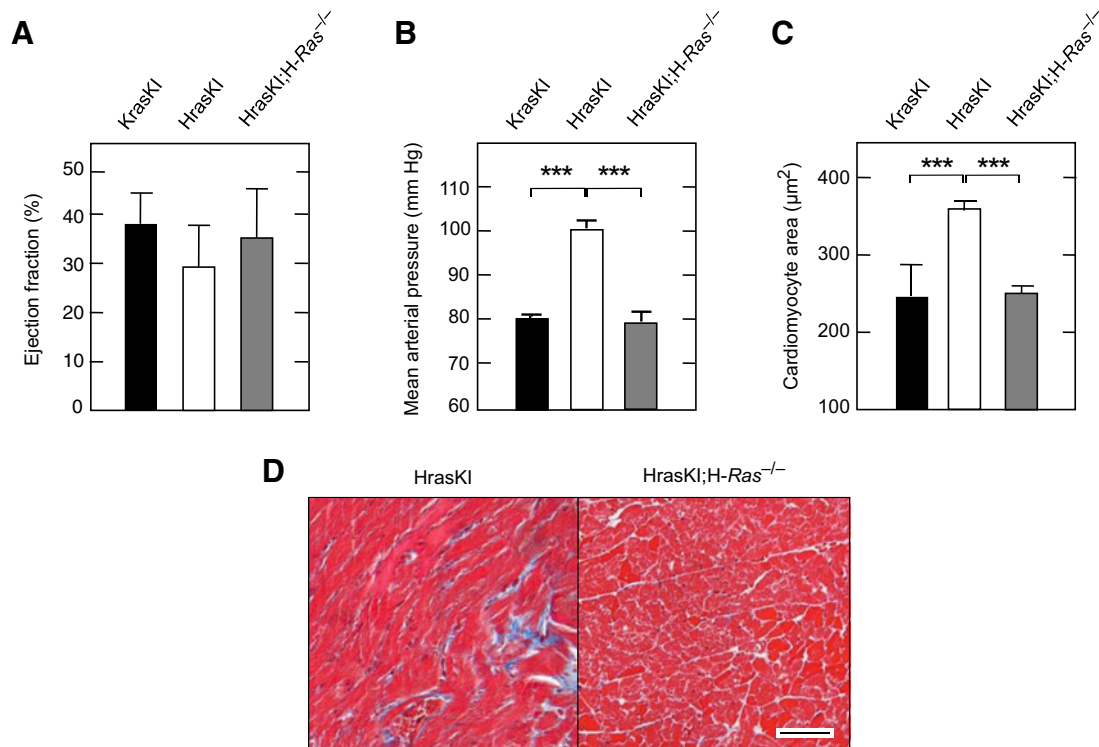 A
KrasKI
HrasKI
HrasKI;H-Ras–/–
Ejection fraction (%)
50
40
30
20
10
0
B
KrasKI
HrasKI
HrasKI;H-Ras–/–
Mean arterial pressure (mm Hg)
110
100
90
80
70
60
*** ***
C
KrasKI
HrasKI
HrasKI;H-Ras–/–
Cardiomyocyte area (µm2)
400
300
200
100
*** ***
D
HrasKI
HrasKI;H-Ras–/–